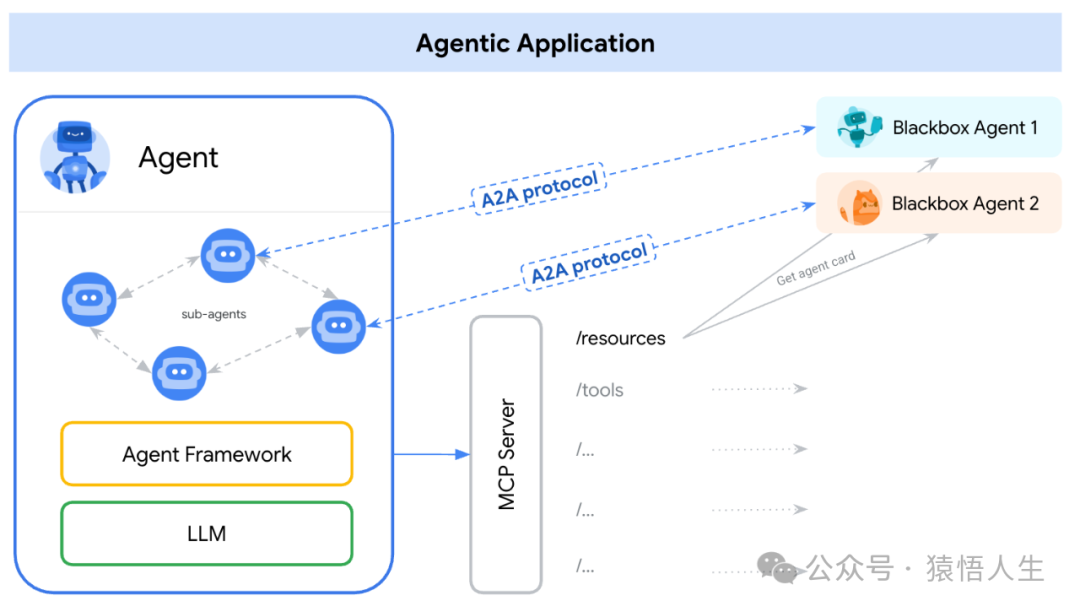 Agentic Application
Agent
Blackbox Agent 1
A2A protocol
Blackbox Agent 2
A2A protocol
Get agent card
sub-agents
/resources
/tools
Agent Framework
MCP Server
/...
/...
LLM
/...
公众号 · 猿悟人生